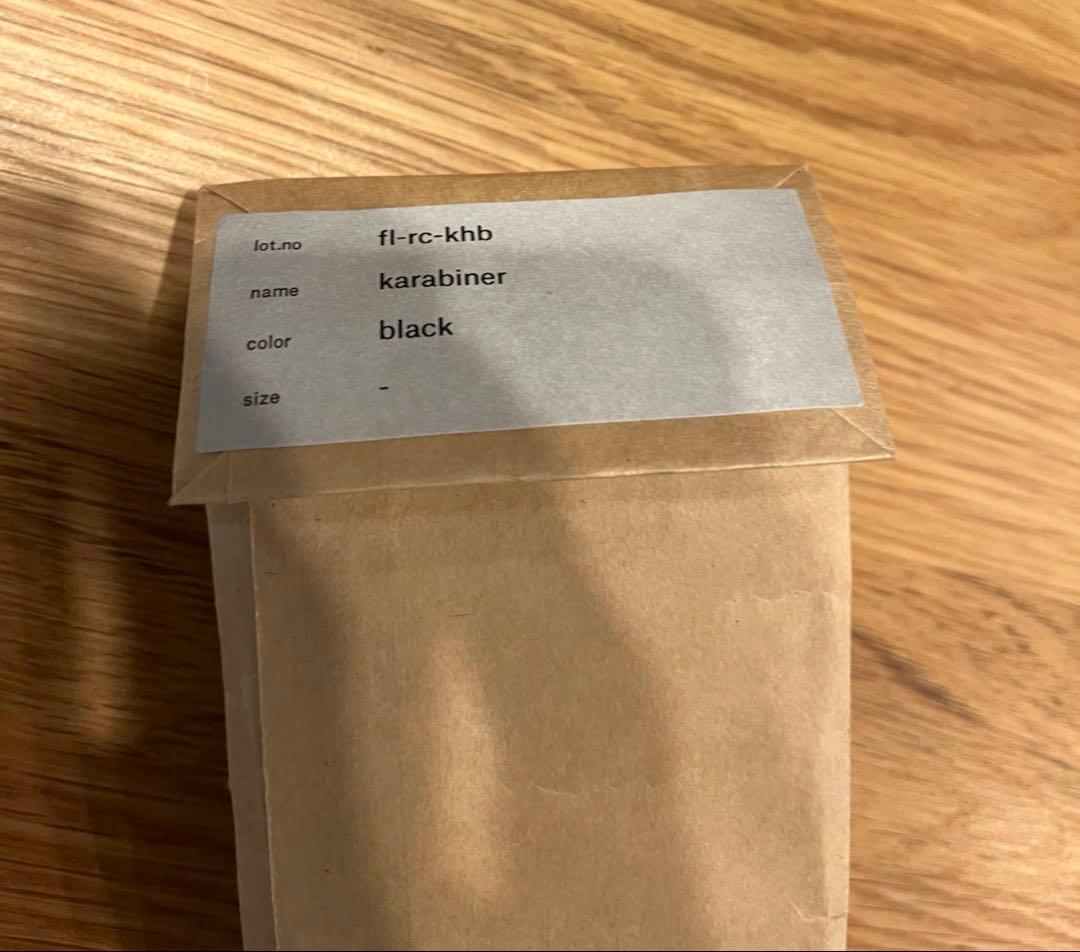 lot.no fl-rc-khb
name karabiner
color black
size -